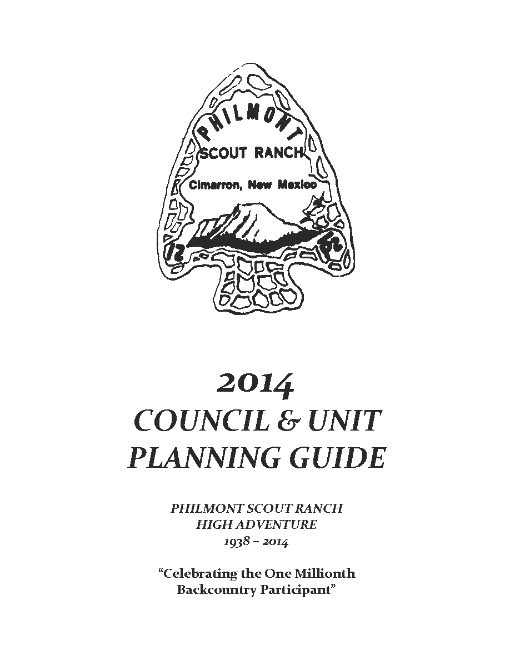 PHILMONT
SCOUT RANCH
Cimarron, New Mexico
2014
COUNCIL & UNIT
PLANNING GUIDE
PHILMONT SCOUT RANCH
HIGH ADVENTURE
1938 – 2014
“Celebrating the One Millionth
Backcountry Participant”